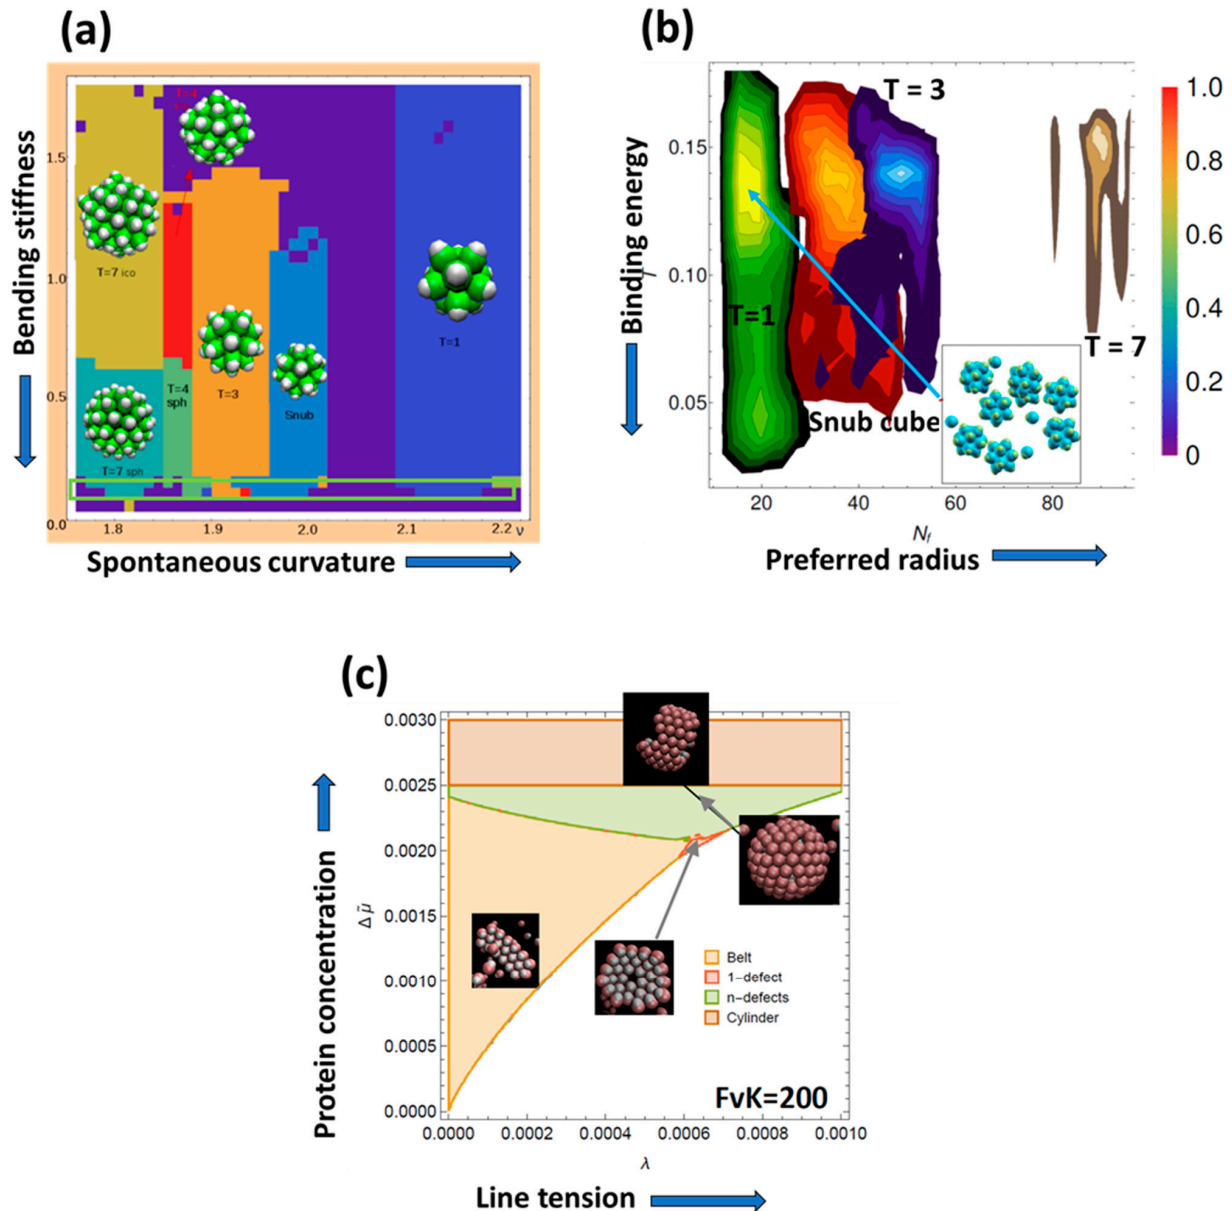 (a)
Bending stiffness
1.5
1.0
0.5
0.0
T=4
T=7 ico
T=7 sph
T=4
sph
T=3
Snub
T=1
1.8
1.9
2.0
2.1
2.2
ν
Spontaneous curvature
(b)
Binding energy
0.15
0.10
0.05
T = 3
T=1
T = 7
Snub cube
20
40
60
80
Nf
Preferred radius
1.0
0.8
0.6
0.4
0.2
0
(c)
Protein concentration
Δ μ̃
0.0030
0.0025
0.0020
0.0015
0.0010
0.0005
0.0000
Belt
1−defect
n−defects
Cylinder
FvK=200
0.0000
0.0002
0.0004
0.0006
0.0008
0.0010
λ
Line tension